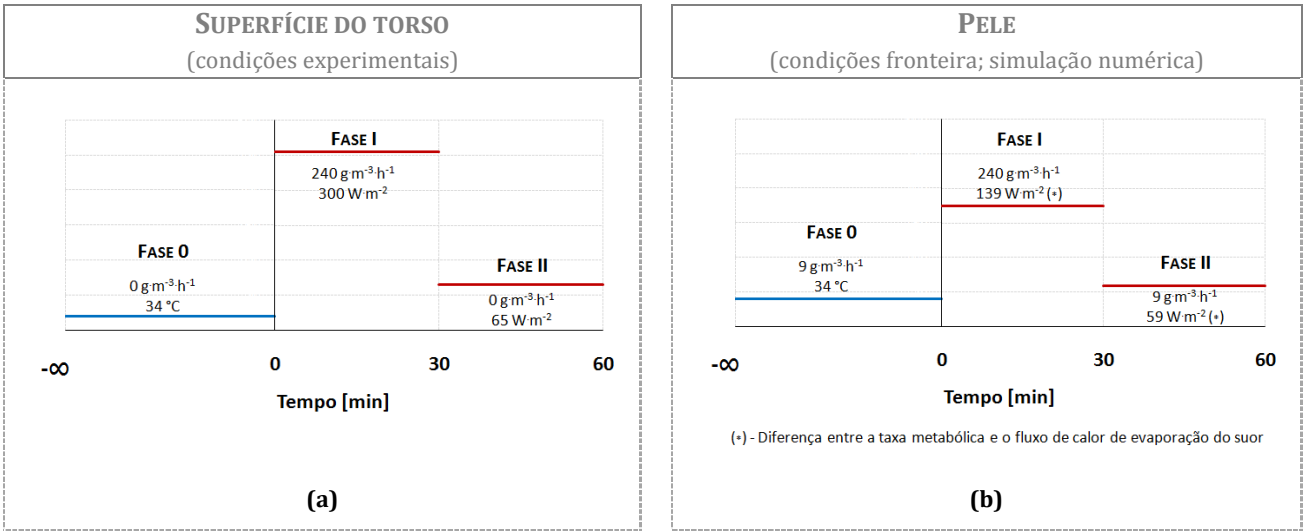 SUPERFÍCIE DO TORSO
(condições experimentais)
FASE I
240 g·m⁻³·h⁻¹
300 W·m⁻²
FASE 0
0 g·m⁻³·h⁻¹
34 °C
FASE II
0 g·m⁻³·h⁻¹
65 W·m⁻²
-∞ 0 30 60
Tempo [min]
(a)
PELE
(condições fronteira; simulação numérica)
FASE I
240 g·m⁻³·h⁻¹
139 W·m⁻² (*)
FASE 0
9 g·m⁻³·h⁻¹
34 °C
FASE II
9 g·m⁻³·h⁻¹
59 W·m⁻² (*)
-∞ 0 30 60
Tempo [min]
(*) - Diferença entre a taxa metabólica e o fluxo de calor de evaporação do suor
(b)